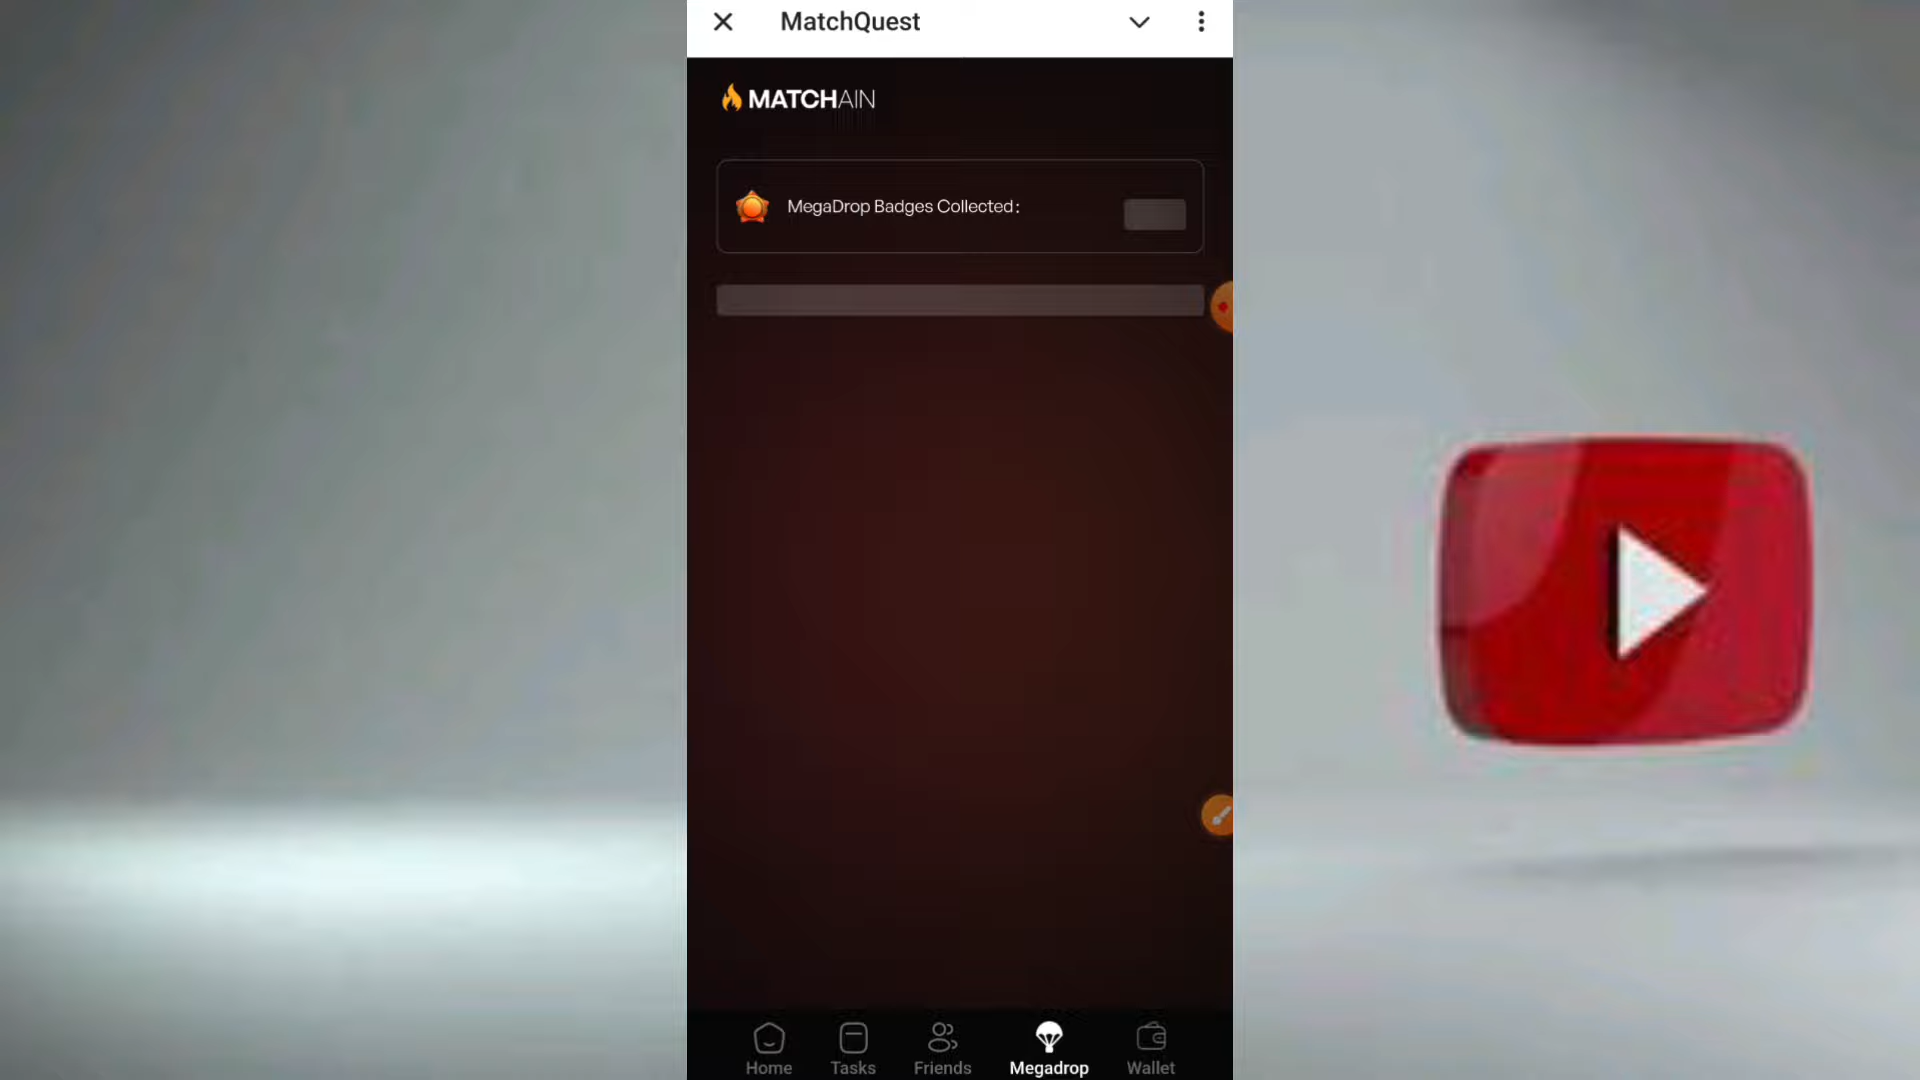 MatchQuest
MATCHAIN
MegaDrop Badges Collected:
Home
Tasks
Friends
Megadrop
Wallet